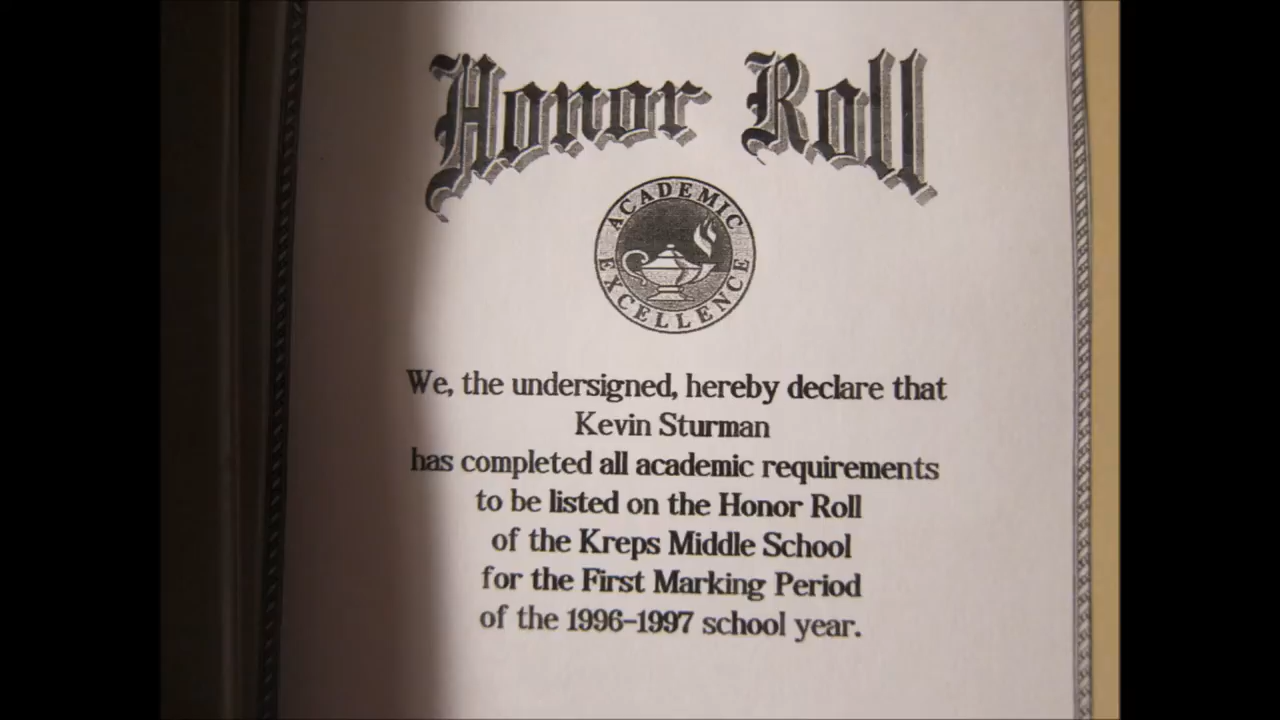 Honor Roll
ACADEMIC
EXCELLENCE
We, the undersigned, hereby declare that
Kevin Sturman
has completed all academic requirements
to be listed on the Honor Roll
of the Kreps Middle School
for the First Marking Period
of the 1996-1997 school year.